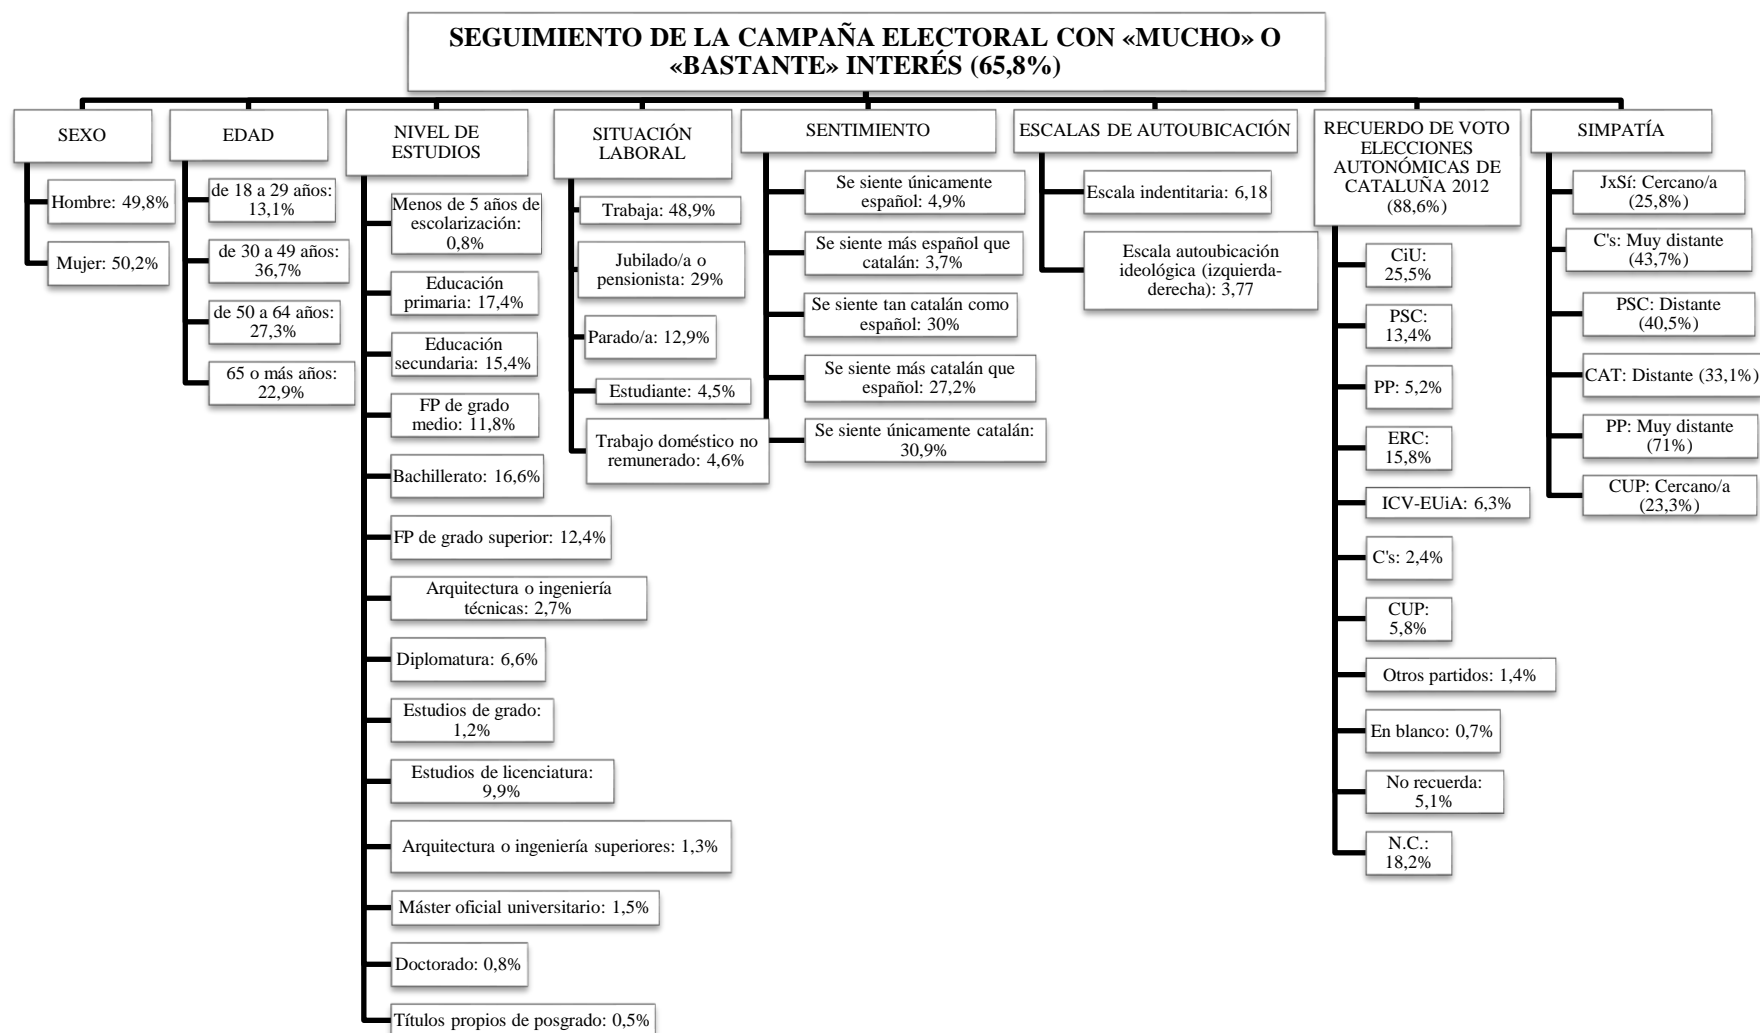 SEGUIMIENTO DE LA CAMPAÑA ELECTORAL CON «MUCHO» O
«BASTANTE» INTERÉS (65,8%)
SEXO
Hombre: 49,8%
Mujer: 50,2%
EDAD
de 18 a 29 años:
13,1%
de 30 a 49 años:
36,7%
de 50 a 64 años:
27,3%
65 o más años:
22,9%
NIVEL DE
ESTUDIOS
Menos de 5 años de
escolarización:
0,8%
Educación
primaria: 17,4%
Educación
secundaria: 15,4%
FP de grado
medio: 11,8%
Bachillerato: 16,6%
FP de grado superior: 12,4%
Arquitectura o ingeniería
técnicas: 2,7%
Diplomatura: 6,6%
Estudios de grado:
1,2%
Estudios de licenciatura:
9,9%
Arquitectura o ingeniería superiores: 1,3%
Máster oficial universitario: 1,5%
Doctorado: 0,8%
Títulos propios de posgrado: 0,5%
SITUACIÓN
LABORAL
Trabaja: 48,9%
Jubilado/a o
pensionista: 29%
Parado/a: 12,9%
Estudiante: 4,5%
Trabajo doméstico no
remunerado: 4,6%
SENTIMIENTO
Se siente únicamente
español: 4,9%
Se siente más español que
catalán: 3,7%
Se siente tan catalán como
español: 30%
Se siente más catalán que
español: 27,2%
Se siente únicamente catalán:
30,9%
ESCALAS DE AUTOUBICACIÓN
Escala indentitaria: 6,18
Escala autoubicación
ideológica (izquierda-
derecha): 3,77
RECUERDO DE VOTO
ELECCIONES
AUTONÓMICAS DE
CATALUÑA 2012
(88,6%)
CiU:
25,5%
PSC:
13,4%
PP: 5,2%
ERC:
15,8%
ICV-EUiA: 6,3%
C's: 2,4%
CUP:
5,8%
Otros partidos: 1,4%
En blanco: 0,7%
No recuerda:
5,1%
N.C.:
18,2%
SIMPATÍA
JxSí: Cercano/a
(25,8%)
C's: Muy distante
(43,7%)
PSC: Distante
(40,5%)
CAT: Distante (33,1%)
PP: Muy distante
(71%)
CUP: Cercano/a
(23,3%)